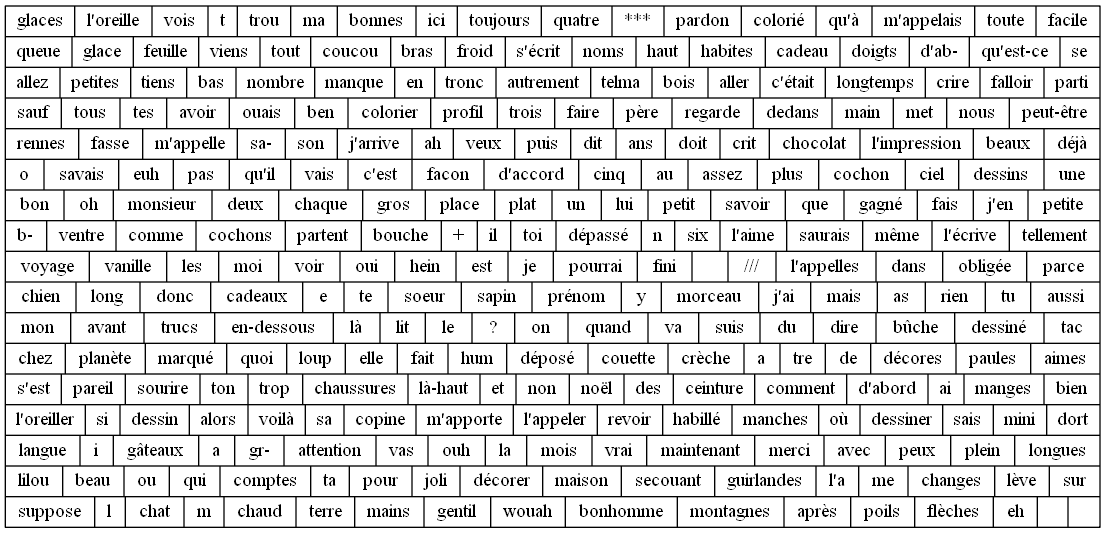 glaces l'oreille vois t trou ma bonnes ici toujours quatre *** pardon colorié qu'à m'appelais toute facile
queue glace feuille viens tout coucou bras froid s'écrit noms haut habites cadeau doigts d'ab- qu'est-ce se
allez petites tiens bas nombre manque en tronc autrement telma bois aller c'était longtemps crire falloir parti
sauf tous tes avoir ouais ben colorier profil trois faire père regarde dedans main met nous peut-être
rennes fasse m'appelle sa- son j'arrive ah veux puis dit ans doit crit chocolat l'impression beaux déjà
o savais euh pas qu'il vais c'est facon d'accord cinq au assez plus cochon ciel dessins une
bon oh monsieur deux chaque gros place plat un lui petit savoir que gagné fais j'en petite
b- ventre comme cochons partent bouche + il toi dépassé n six l'aime saurais même l'écrive tellement
voyage vanille les moi voir oui hein est je pourrai fini /// l'appelles dans obligée parce
chien long donc cadeaux e te soeur sapin prénom y morceau j'ai mais as rien tu aussi
mon avant trucs en-dessous là lit le ? on quand va suis du dire bûche dessiné tac
chez planète marqué quoi loup elle fait hum déposé couette crèche a tre de décores paules aimes
s'est pareil sourire ton trop chaussures là-haut et non noël des ceinture comment d'abord ai manges bien
l'oreiller si dessin alors voilà sa copine m'apporte l'appeler revoir habillé manches où dessiner sais mini dort
langue i gâteaux a gr- attention vas ouh la mois vrai maintenant merci avec peux plein longues
lilou beau ou qui comptes ta pour joli décorer maison secouant guirlandes l'a me changes lève sur
suppose l chat m chaud terre mains gentil wouah bonhomme montagnes après poils flèches eh